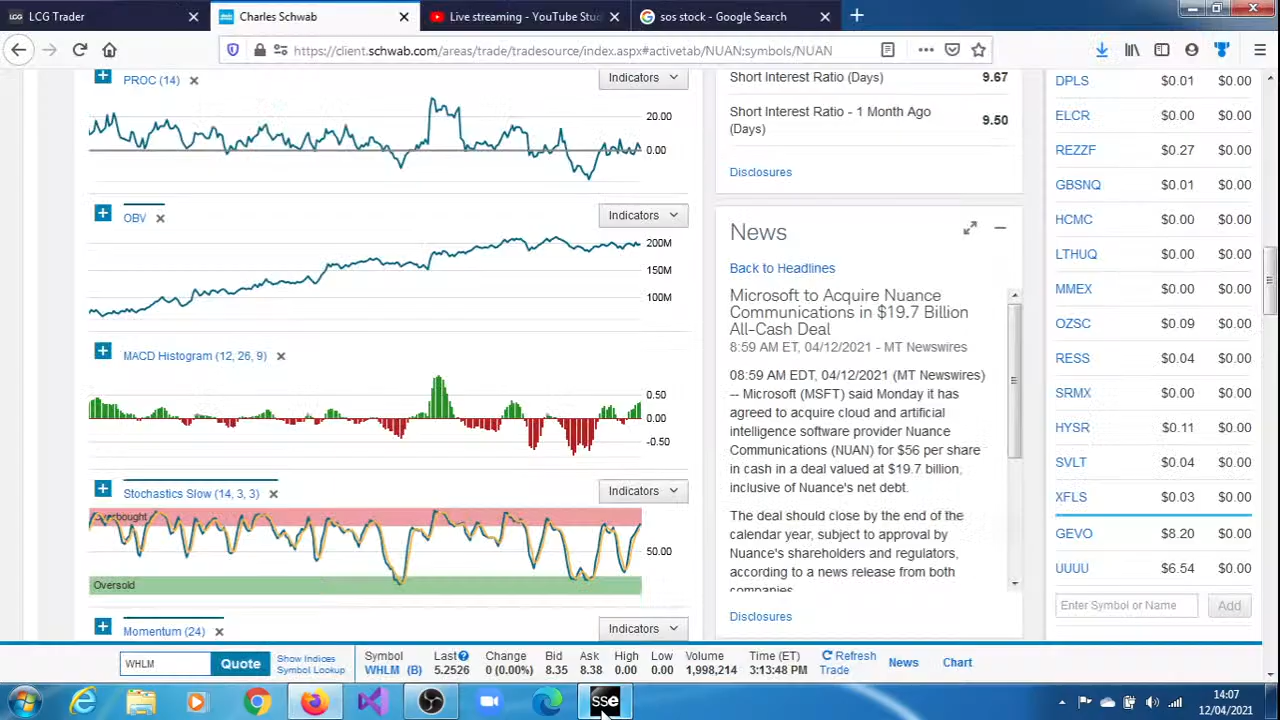 LCG Trader
Charles Schwab
Live streaming - YouTube Stud
sos stock - Google Search
https://client.schwab.com/areas/trade/tradesource/index.aspx#activetab/NUAN:symbols/NUAN
PROC (14)
Indicators
20.00
0.00
OBV
Indicators
200M
150M
100M
MACD Histogram (12, 26, 9)
0.50
0.00
-0.50
Stochastics Slow (14, 3, 3)
Indicators
50.00
Oversold
Momentum (24)
Indicators
Short Interest Ratio (Days) 9.67
Short Interest Ratio - 1 Month Ago
(Days) 9.50
Disclosures
News
Back to Headlines
Microsoft to Acquire Nuance
Communications in $19.7 Billion
All-Cash Deal
8:59 AM ET, 04/12/2021 - MT Newswires
08:59 AM EDT, 04/12/2021 (MT Newswires)
-- Microsoft (MSFT) said Monday it has
agreed to acquire cloud and artificial
intelligence software provider Nuance
Communications (NUAN) for $56 per share
in cash in a deal valued at $19.7 billion,
inclusive of Nuance's net debt.
The deal should close by the end of the
calendar year, subject to approval by
Nuance's shareholders and regulators,
according to a news release from both
companies.
Disclosures
DPLS $0.01 $0.00
ELCR $0.00 $0.00
REZZF $0.27 $0.00
GBSNQ $0.01 $0.00
HCMC $0.00 $0.00
LTHUQ $0.00 $0.00
MMEX $0.00 $0.00
OZSC $0.09 $0.00
RESS $0.04 $0.00
SRMX $0.00 $0.00
HYSR $0.11 $0.00
SVLT $0.04 $0.00
XFLS $0.03 $0.00
GEVO $8.20 $0.00
UUUU $6.54 $0.00
Enter Symbol or Name Add
WHLM Quote
Show Indices
Symbol Lookup
Symbol Last Change Bid Ask High Low Volume Time (ET) Refresh
WHLM (B) 5.2526 0 (0.00%) 8.35 8.38 0.00 0.00 1,998,214 3:13:48 PM Trade
News Chart
sse
14:07
12/04/2021